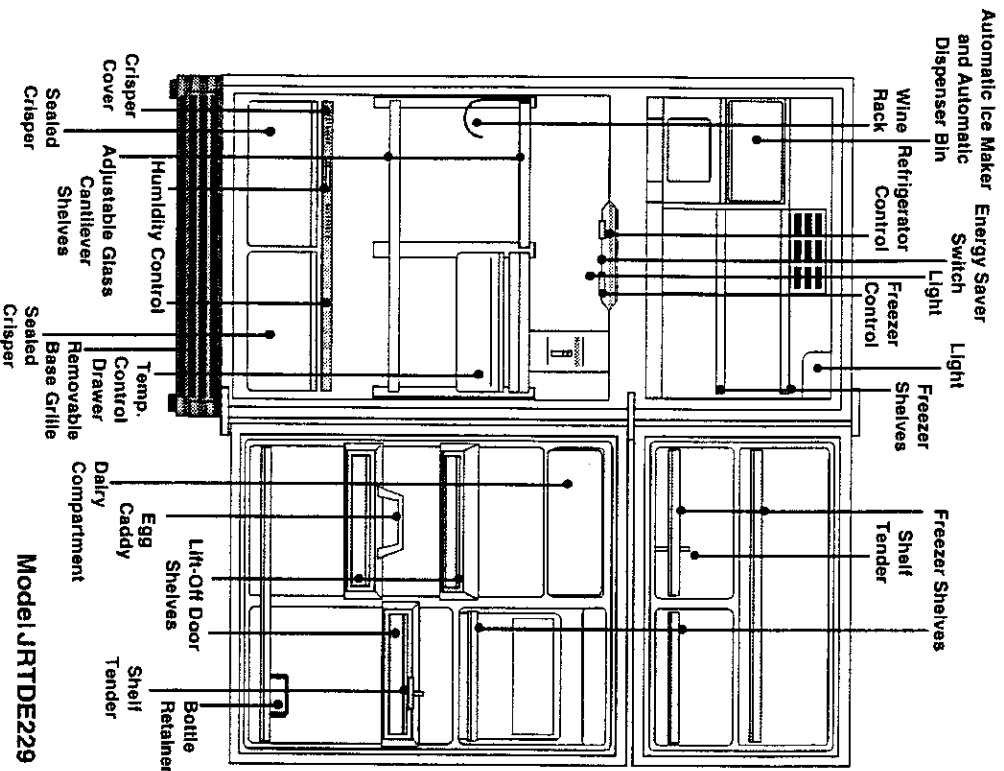 Automatic Ice Maker
and Automatic
Dispenser Bin
Energy Saver
Switch
Light
Light
Wine
Rack
Refrigerator
Control
Freezer
Control
Freezer
Shelves
Freezer Shelves
Shelf
Tender
Crisper
Cover
Sealed
Crisper
Humidity Control
Adjustable Glass
Cantilever
Shelves
Temp.
Control
Drawer
Removable
Base Grille
Sealed
Crisper
Dairy
Compartment
Egg
Caddy
Lift-Off Door
Shelves
Shelf
Tender
Bottle
Retainer
Model JRTDE229